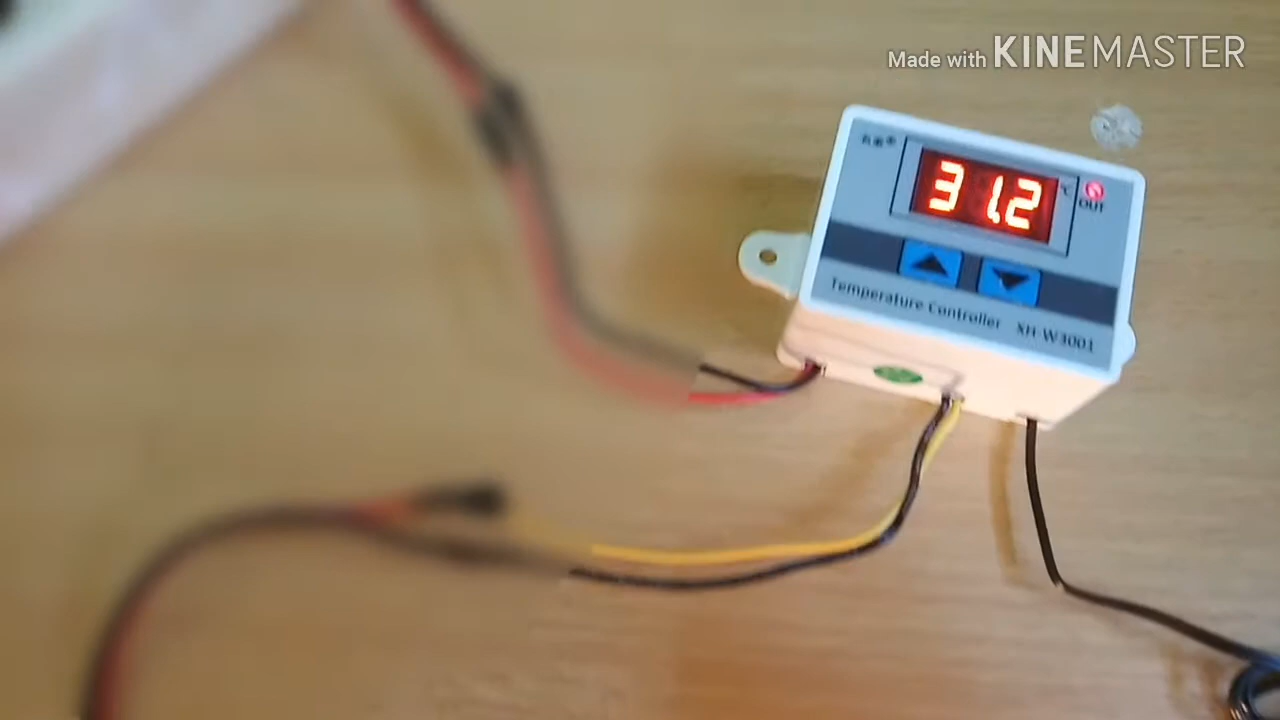 Made with KINEMASTER
31.2
°C
OUT
Temperature Controller XH-W3001